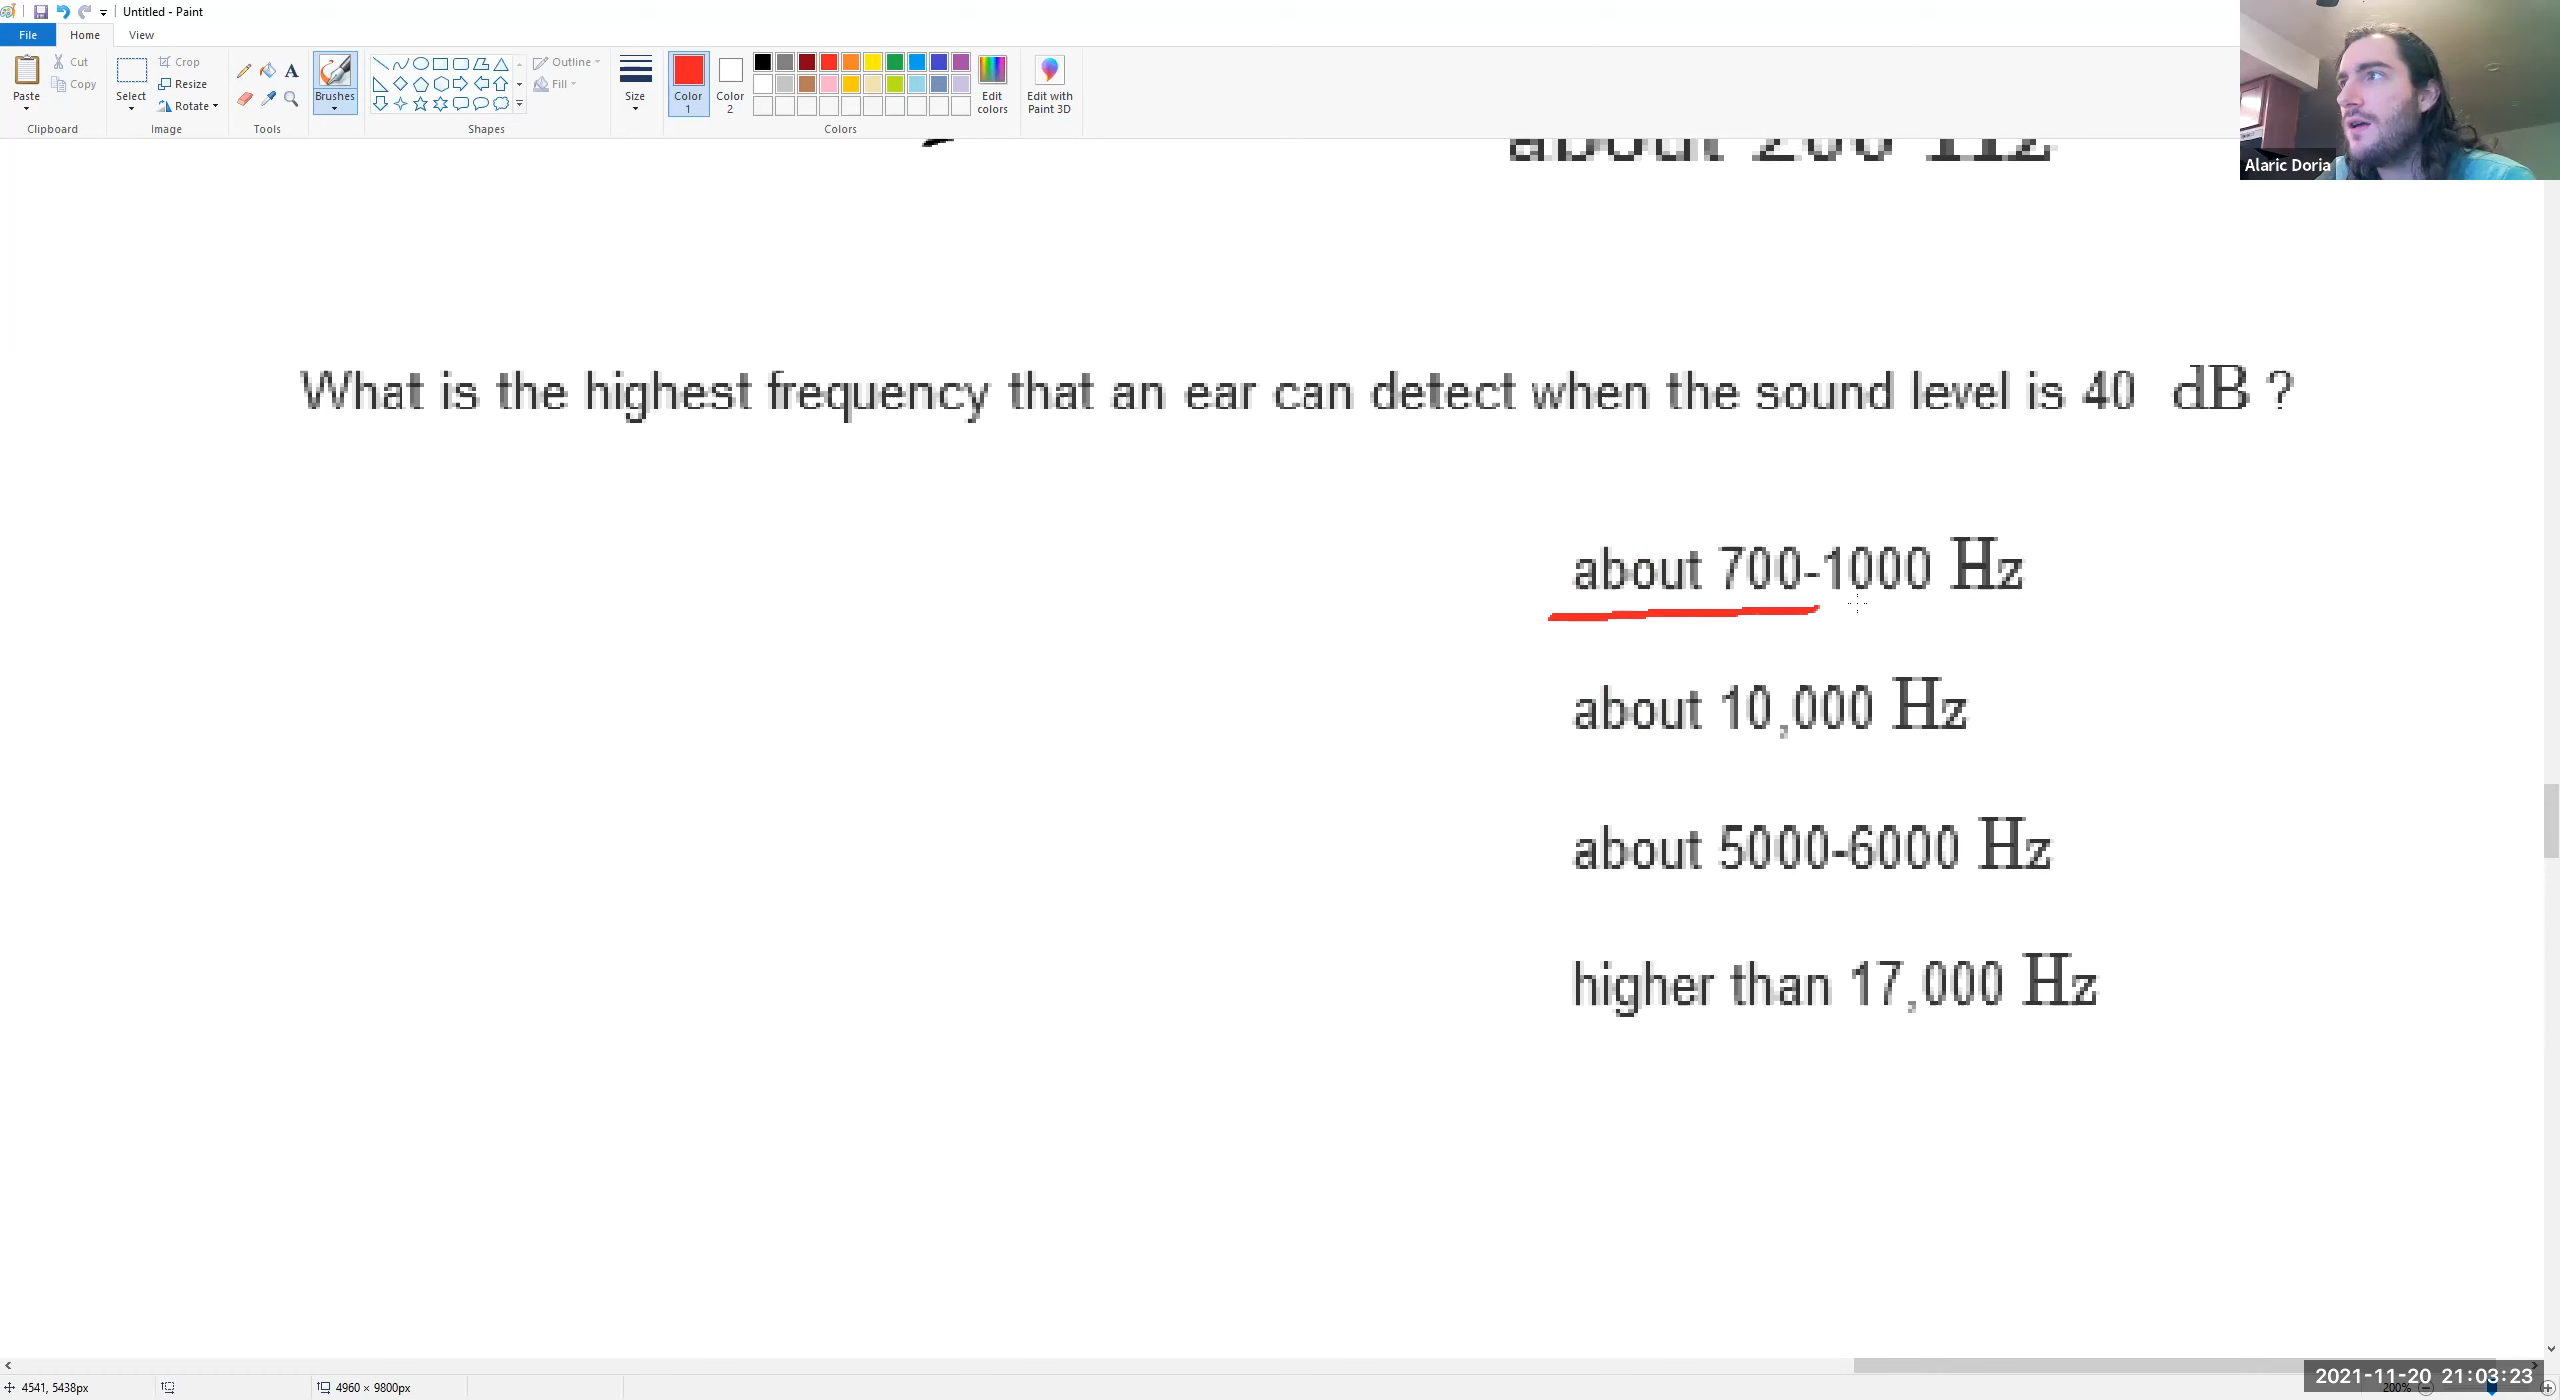 Untitled - Paint
File Home View
Paste Cut Copy Clipboard
Select Crop Resize Rotate Image
A Tools
Brushes
Outline Fill Shapes
Size
Color 1 Color 2 Edit colors Colors
Edit with Paint 3D
Alaric Doria
about 200 Hz
What is the highest frequency that an ear can detect when the sound level is 40 dB ?
about 700-1000 Hz
about 10,000 Hz
about 5000-6000 Hz
higher than 17,000 Hz
4541, 5438px
4960 × 9800px
200%
2021-11-20 21:03:23